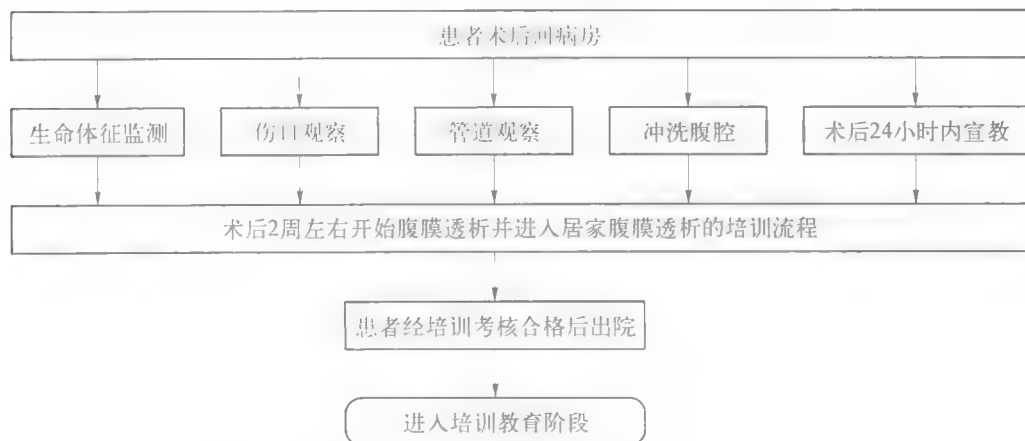 患者术后回病房
生命体征监测
伤口观察
管道观察
冲洗腹腔
术后24小时内宣教
术后2周左右开始腹膜透析并进入居家腹膜透析的培训流程
患者经培训考核合格后出院
进入培训教育阶段